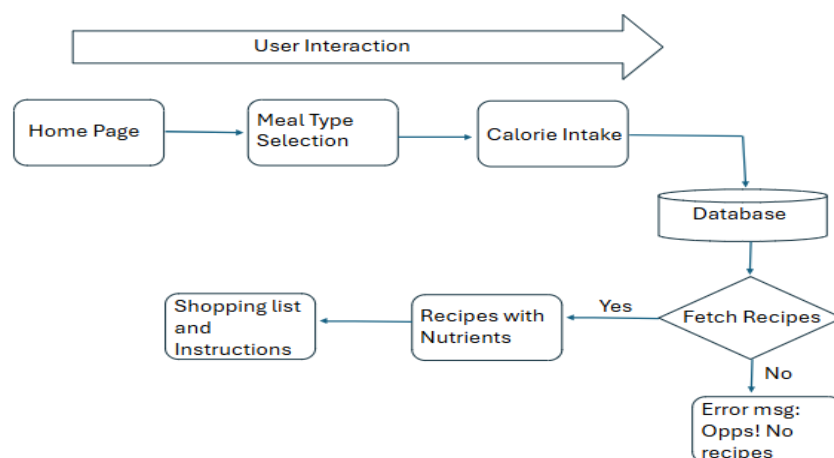 User Interaction
Home Page
Meal Type
Selection
Calorie Intake
Database
Shopping list
and
Instructions
Recipes with
Nutrients
Yes
Fetch Recipes
No
Error msg:
Opps! No
recipes